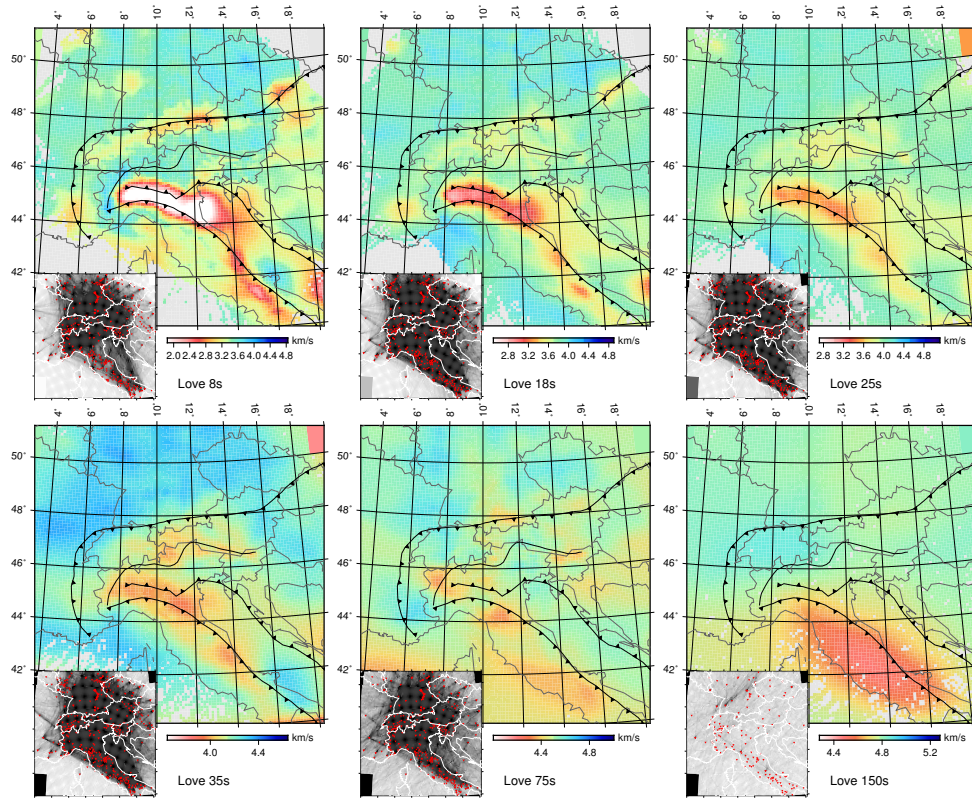 4˚ 6˚ 8˚ 10˚ 12˚ 14˚ 16˚ 18˚
4˚ 6˚ 8˚ 10˚ 12˚ 14˚ 16˚ 18˚
4˚ 6˚ 8˚ 10˚ 12˚ 14˚ 16˚ 18˚
50˚ 50˚ 50˚
48˚ 48˚ 48˚
46˚ 46˚ 46˚
44˚ 44˚ 44˚
42˚ 42˚ 42˚
km/s
2.0 2.4 2.8 3.2 3.6 4.0 4.4 4.8
Love 8s
km/s
2.8 3.2 3.6 4.0 4.4 4.8
Love 18s
km/s
2.8 3.2 3.6 4.0 4.4 4.8
Love 25s
4˚ 6˚ 8˚ 10˚ 12˚ 14˚ 16˚ 18˚
4˚ 6˚ 8˚ 10˚ 12˚ 14˚ 16˚ 18˚
4˚ 6˚ 8˚ 10˚ 12˚ 14˚ 16˚ 18˚
50˚ 50˚ 50˚
48˚ 48˚ 48˚
46˚ 46˚ 46˚
44˚ 44˚ 44˚
42˚ 42˚ 42˚
km/s
4.0 4.4
Love 35s
km/s
4.4 4.8
Love 75s
km/s
4.4 4.8 5.2
Love 150s